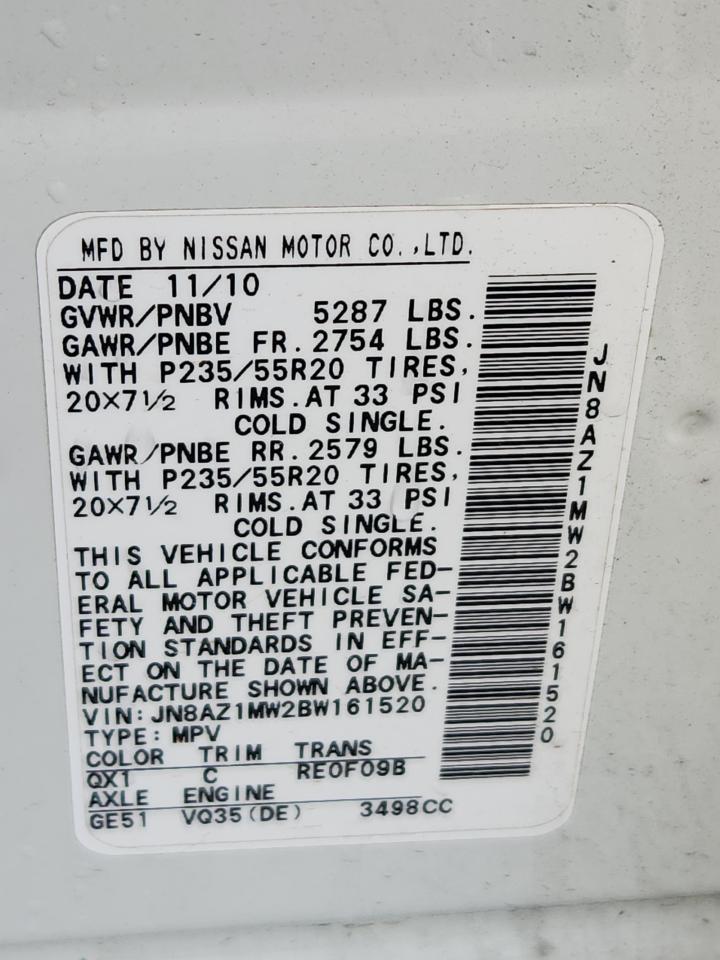 MFD BY NISSAN MOTOR CO.,LTD.
DATE 11/10
GVWR/PNBV 5287 LBS.
GAWR/PNBE FR.2754 LBS.
WITH P235/55R20 TIRES,
20X7 1/2 RIMS.AT 33 PSI
COLD SINGLE.
GAWR/PNBE RR.2579 LBS.
WITH P235/55R20 TIRES,
20X7 1/2 RIMS.AT 33 PSI
COLD SINGLE.
THIS VEHICLE CONFORMS
TO ALL APPLICABLE FED-
ERAL MOTOR VEHICLE SA-
FETY AND THEFT PREVEN-
TION STANDARDS IN EFF-
ECT ON THE DATE OF MA-
NUFACTURE SHOWN ABOVE.
VIN:JN8AZ1MW2BW161520
TYPE:MPV
COLOR TRIM TRANS
QX1 C RE0F09B
AXLE ENGINE
GE51 VQ35(DE) 3498CC
JN8AZ1MW2BW161520